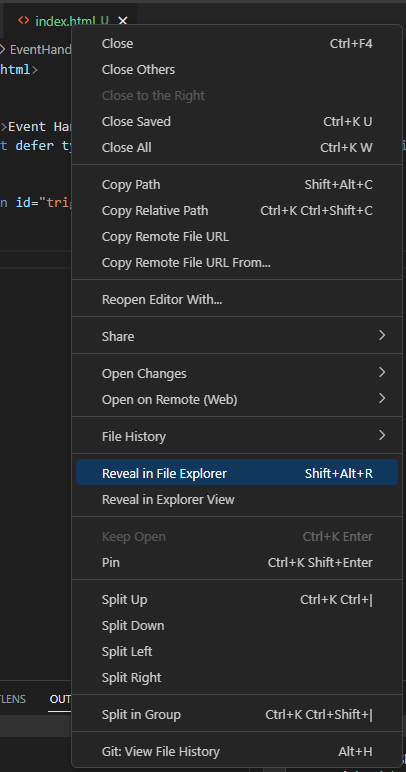 <> index.html U ×
> EventHand
html>
Close Ctrl+F4
Close Others
Close to the Right
>Event Han
Close Saved Ctrl+K U
t defer ty
Close All Ctrl+K W
Copy Path Shift+Alt+C
n id="trig
Copy Relative Path Ctrl+K Ctrl+Shift+C
Copy Remote File URL
Copy Remote File URL From...
Reopen Editor With...
Share >
Open Changes >
Open on Remote (Web) >
File History >
Reveal in File Explorer Shift+Alt+R
Reveal in Explorer View
Keep Open Ctrl+K Enter
Pin Ctrl+K Shift+Enter
Split Up Ctrl+K Ctrl+|
Split Down
Split Left
Split Right
TLENS OUT
Split in Group Ctrl+K Ctrl+Shift+|
Git: View File History Alt+H